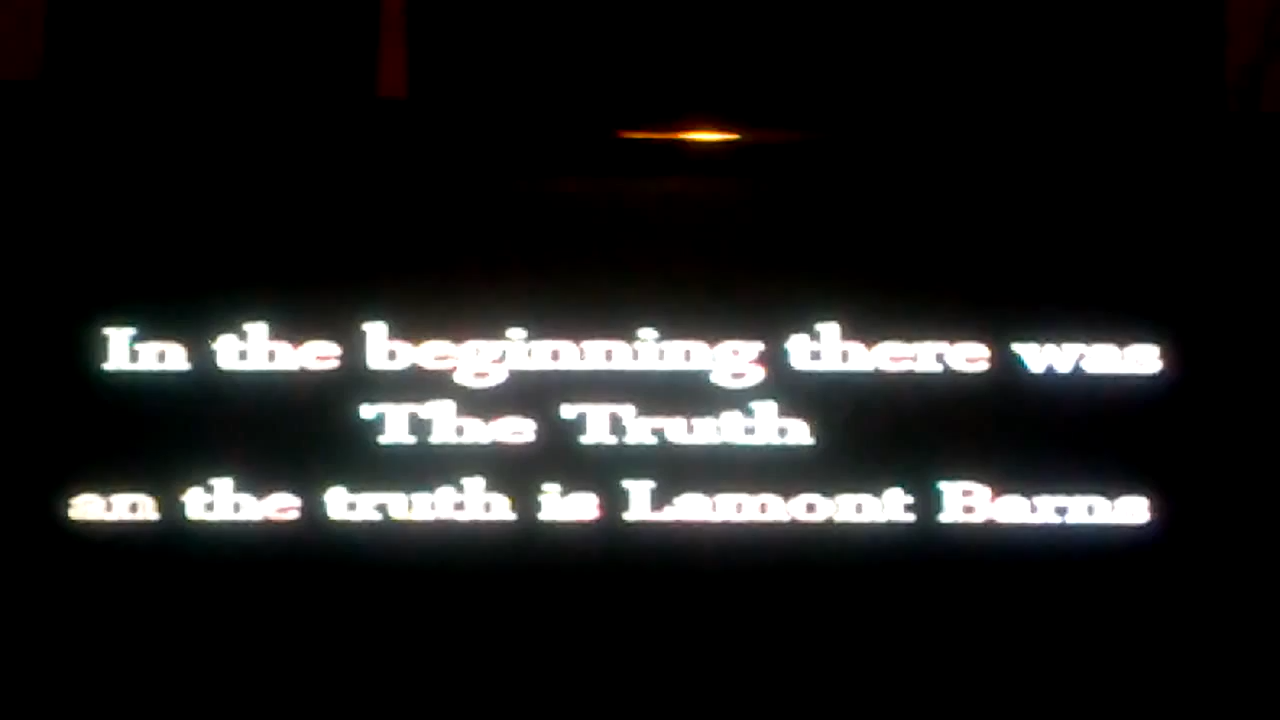 In the beginning there was
The Truth
an the truth is Lamont Barns